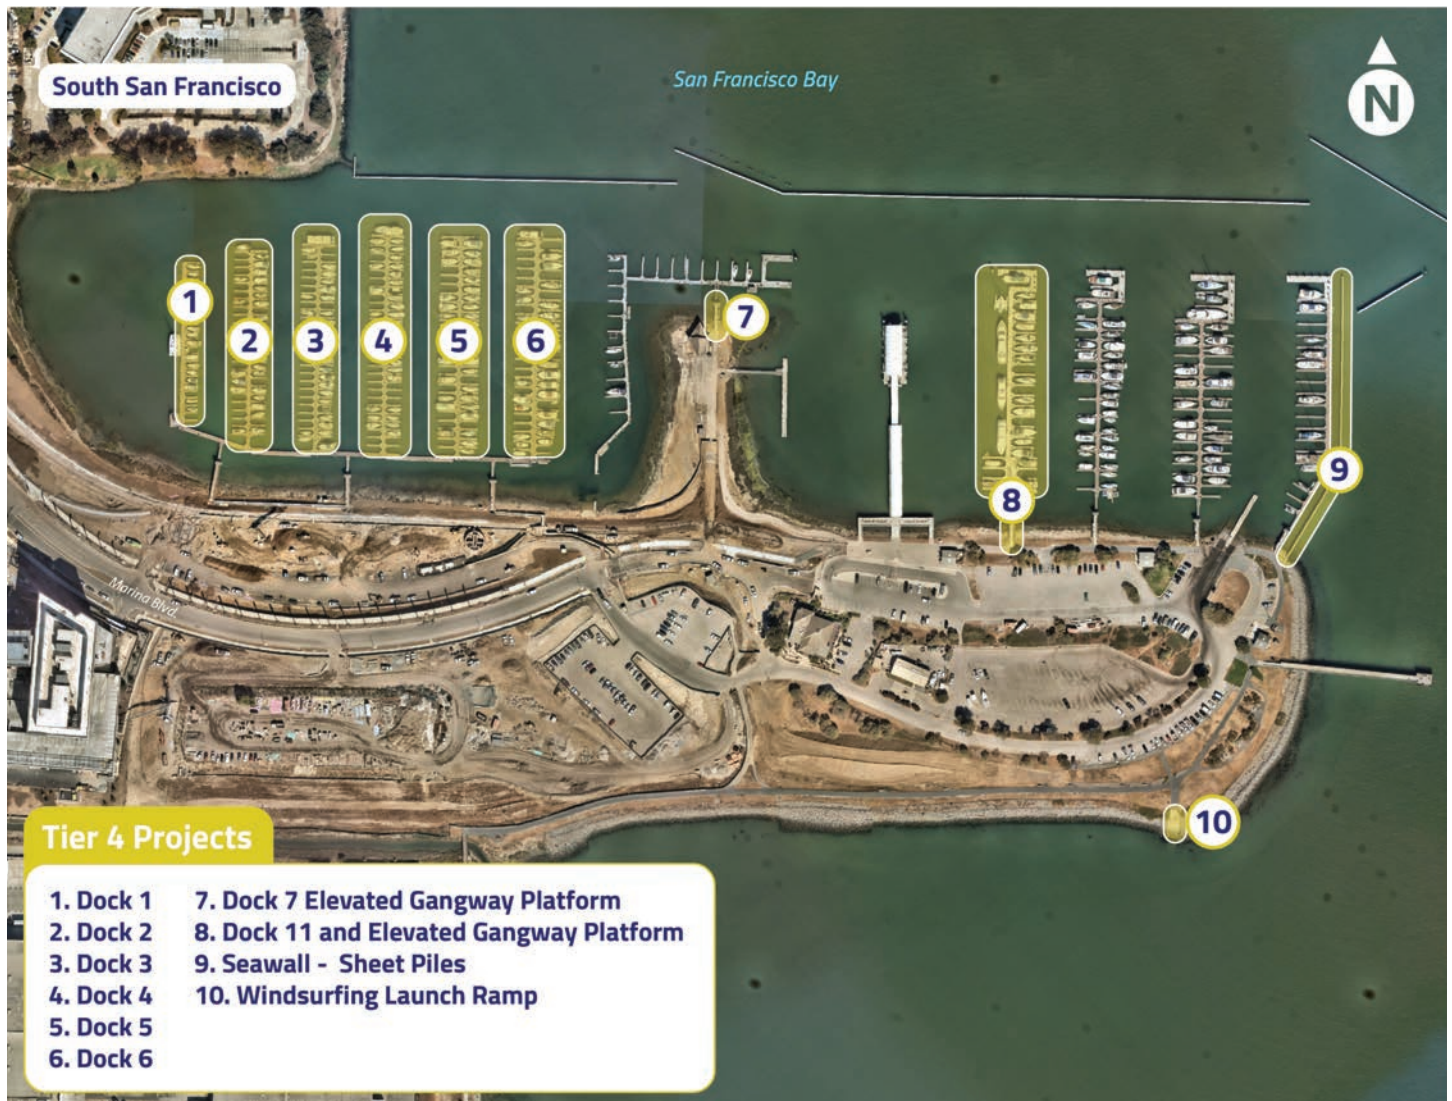 South San Francisco
San Francisco Bay
N
1
2
3
4
5
6
7
8
9
10
Marina Blvd.
Tier 4 Projects
1. Dock 1
2. Dock 2
3. Dock 3
4. Dock 4
5. Dock 5
6. Dock 6
7. Dock 7 Elevated Gangway Platform
8. Dock 11 and Elevated Gangway Platform
9. Seawall - Sheet Piles
10. Windsurfing Launch Ramp